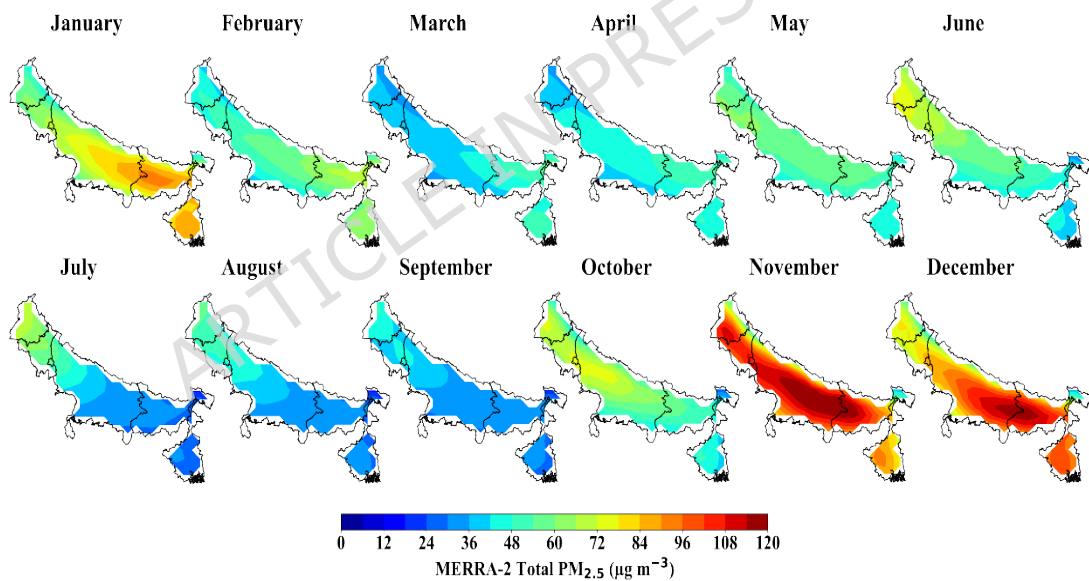 January February March April May June
July August September October November December
ARTICLE IN PRES
0 12 24 36 48 60 72 84 96 108 120
MERRA-2 Total PM₂.₅ (µg m⁻³)